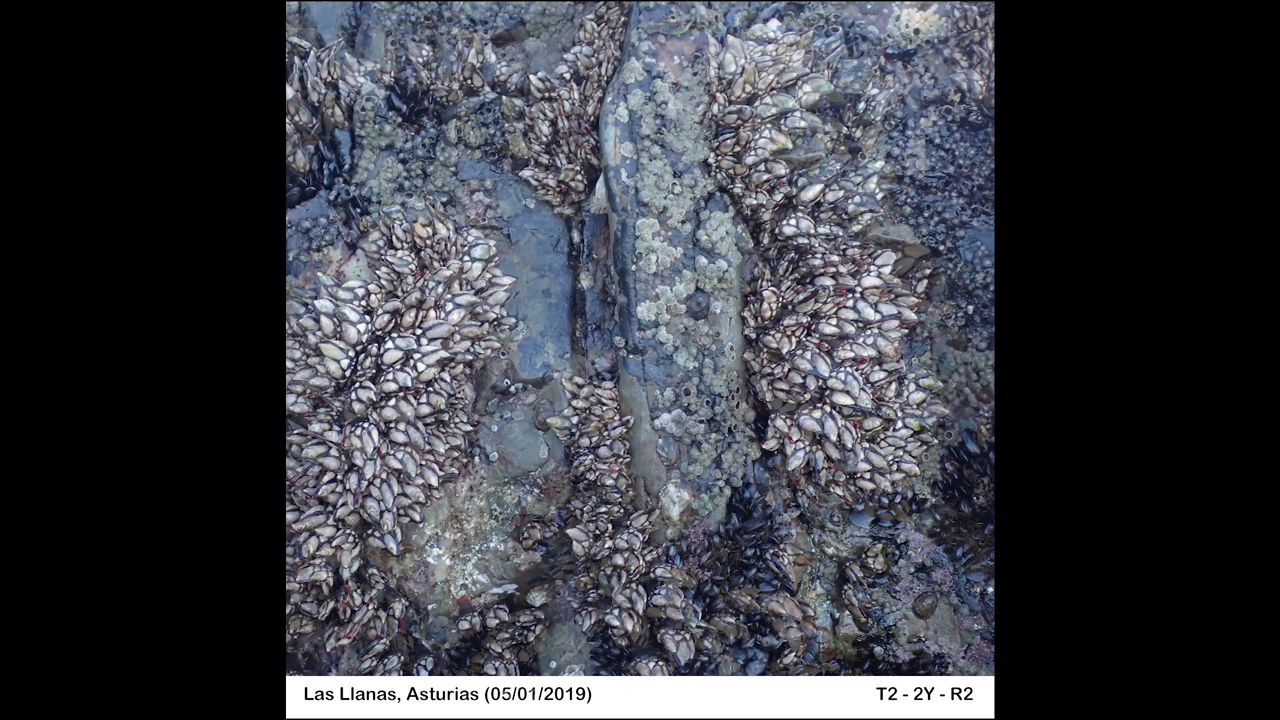 Las Llanas, Asturias (05/01/2019)
T2 - 2Y - R2